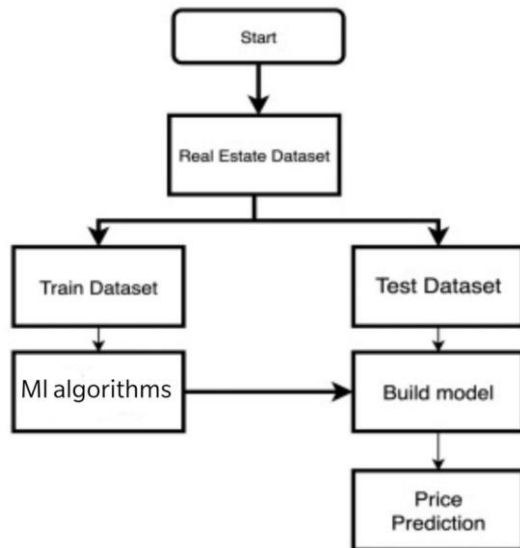 Start
Real Estate Dataset
Train Dataset
Test Dataset
Ml algorithms
Build model
Price
Prediction